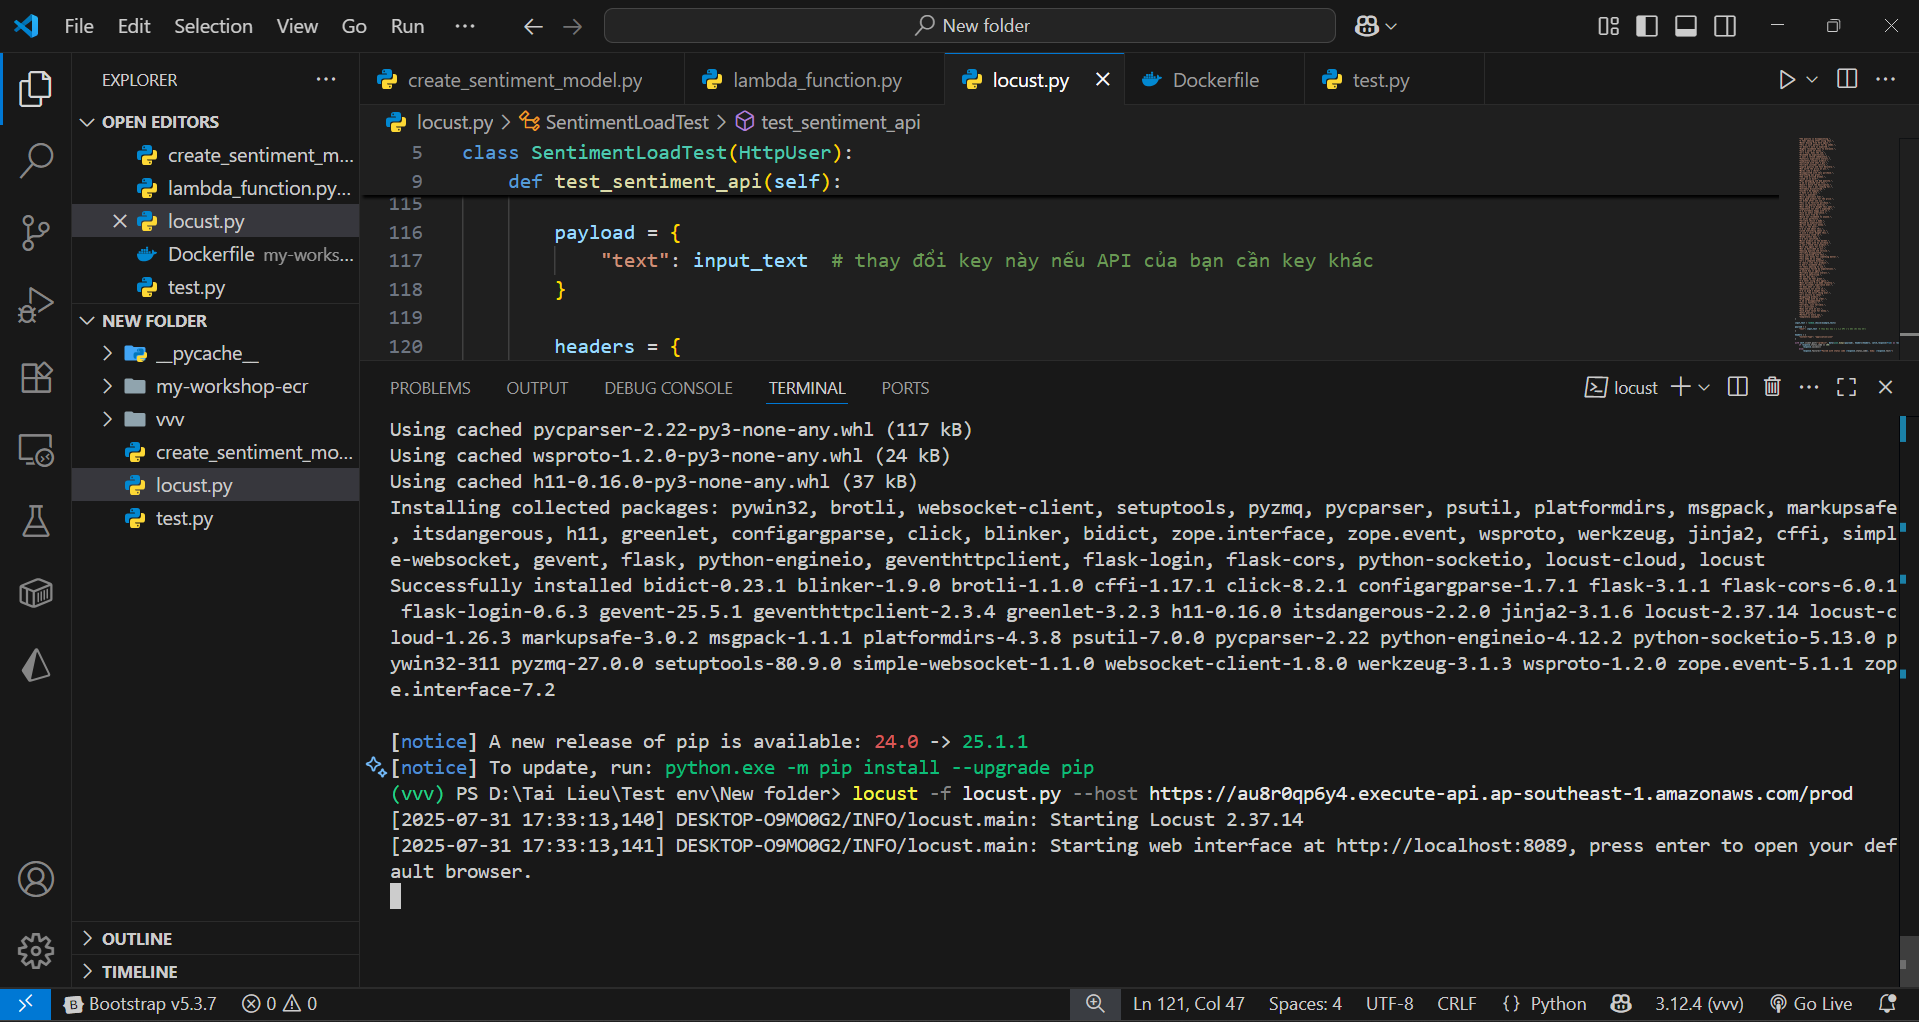 File Edit Selection View Go Run ··· New folder
EXPLORER
OPEN EDITORS
create_sentiment_m...
lambda_function.py...
locust.py
Dockerfile my-works...
test.py
NEW FOLDER
__pycache__
my-workshop-ecr
vvv
create_sentiment_mo...
locust.py
test.py
OUTLINE
TIMELINE
create_sentiment_model.py lambda_function.py locust.py Dockerfile test.py
locust.py > SentimentLoadTest > test_sentiment_api
5 class SentimentLoadTest(HttpUser):
9 def test_sentiment_api(self):
115
116 payload = {
117 "text": input_text # thay đổi key này nếu API của bạn cần key khác
118 }
119
120 headers = {
PROBLEMS OUTPUT DEBUG CONSOLE TERMINAL PORTS locust
Using cached pycparser-2.22-py3-none-any.whl (117 kB)
Using cached wsproto-1.2.0-py3-none-any.whl (24 kB)
Using cached h11-0.16.0-py3-none-any.whl (37 kB)
Installing collected packages: pywin32, brotli, websocket-client, setuptools, pyzmq, pycparser, psutil, platformdirs, msgpack, markupsafe
, itsdangerous, h11, greenlet, configargparse, click, blinker, bidict, zope.interface, zope.event, wsproto, werkzeug, jinja2, cffi, simpl
e-websocket, gevent, flask, python-engineio, geventhttpclient, flask-login, flask-cors, python-socketio, locust-cloud, locust
Successfully installed bidict-0.23.1 blinker-1.9.0 brotli-1.1.0 cffi-1.17.1 click-8.2.1 configargparse-1.7.1 flask-3.1.1 flask-cors-6.0.1
flask-login-0.6.3 gevent-25.5.1 geventhttpclient-2.3.4 greenlet-3.2.3 h11-0.16.0 itsdangerous-2.2.0 jinja2-3.1.6 locust-2.37.14 locust-c
loud-1.26.3 markupsafe-3.0.2 msgpack-1.1.1 platformdirs-4.3.8 psutil-7.0.0 pycparser-2.22 python-engineio-4.12.2 python-socketio-5.13.0 p
ywin32-311 pyzmq-27.0.0 setuptools-80.9.0 simple-websocket-1.1.0 websocket-client-1.8.0 werkzeug-3.1.3 wsproto-1.2.0 zope.event-5.1.1 zop
e.interface-7.2
[notice] A new release of pip is available: 24.0 -> 25.1.1
[notice] To update, run: python.exe -m pip install --upgrade pip
(vvv) PS D:\Tai Lieu\Test env\New folder> locust -f locust.py --host https://au8r0qp6y4.execute-api.ap-southeast-1.amazonaws.com/prod
[2025-07-31 17:33:13,140] DESKTOP-O9MO0G2/INFO/locust.main: Starting Locust 2.37.14
[2025-07-31 17:33:13,141] DESKTOP-O9MO0G2/INFO/locust.main: Starting web interface at http://localhost:8089, press enter to open your def
ault browser.
Bootstrap v5.3.7 0 0 Ln 121, Col 47 Spaces: 4 UTF-8 CRLF {} Python 3.12.4 (vvv) Go Live